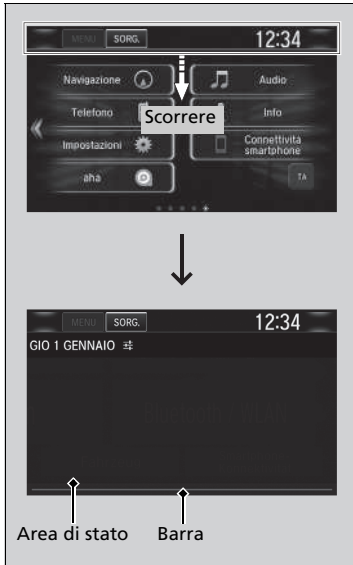 MENU SORG. 12:34
Navigazione Audio
Telefono Info
Scorrere
Impostazioni Connettività
smartphone
aha TA
MENU SORG. 12:34
GIO 1 GENNAIO
Area di stato Barra